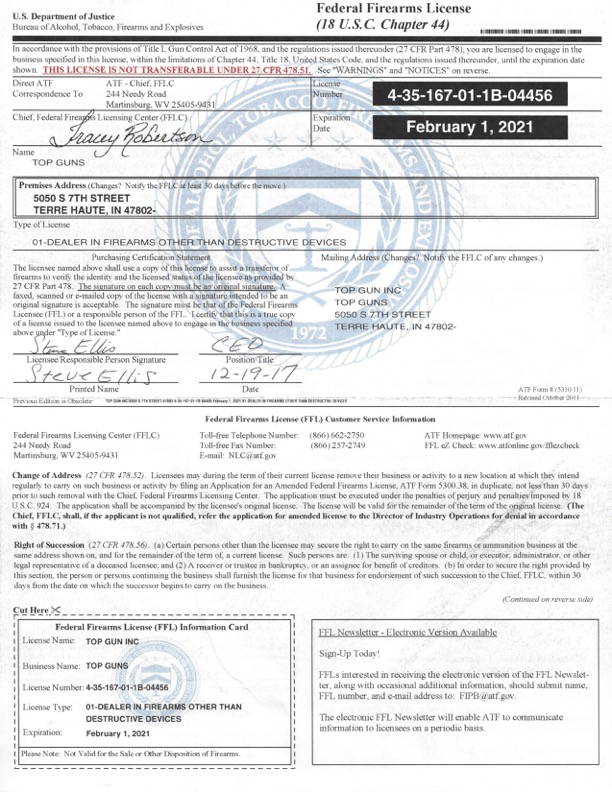 U.S. Department of Justice
Bureau of Alcohol, Tobacco, Firearms and Explosives
Federal Firearms License
(18 U.S.C. Chapter 44)
In accordance with the provisions of Title I, Gun Control Act of 1968, and the regulations issued thereunder (27 CFR Part 478), you are licensed to engage in the
business specified in this license, within the limitations of Chapter 44, Title 18, United States Code, and the regulations issued thereunder, until the expiration date
shown. THIS LICENSE IS NOT TRANSFERABLE UNDER 27 CFR 478.51. See "WARNINGS" and "NOTICES" on reverse.
Direct ATF
Correspondence To
ATF - Chief, FFLC
244 Needy Road
Martinsburg, WV 25405-9431
License
Number
4-35-167-01-1B-04456
Chief, Federal Firearms Licensing Center (FFLC)
Tracey Robertson
Expiration
Date
February 1, 2021
Name
TOP GUNS
Premises Address (Changes? Notify the FFLC at least 30 days before the move.)
5050 S 7TH STREET
TERRE HAUTE, IN 47802-
Type of License
01-DEALER IN FIREARMS OTHER THAN DESTRUCTIVE DEVICES
Purchasing Certification Statement
The licensee named above shall use a copy of this license to assist a transferor of
firearms to verify the identity and the licensed status of the licensee as provided by
27 CFR Part 478. The signature on each copy must be an original signature. A
faxed, scanned or e-mailed copy of the license with a signature intended to be an
original signature is acceptable. The signature must be that of the Federal Firearms
Licensee (FFL) or a responsible person of the FFL. I certify that this is a true copy
of a license issued to the licensee named above to engage in the business specified
above under "Type of License."
Mailing Address (Changes? Notify the FFLC of any changes.)
TOP GUN INC
TOP GUNS
5050 S 7TH STREET
TERRE HAUTE, IN 47802-
1972
Steve Ellis CEO
Licensee/Responsible Person Signature Position/Title
Steve Ellis 12-19-17
Printed Name Date
ATF Form 8 (5310.11)
Revised October 2011
Previous Edition is Obsolete
Federal Firearms License (FFL) Customer Service Information
Federal Firearms Licensing Center (FFLC)
244 Needy Road
Martinsburg, WV 25405-9431
Toll-free Telephone Number: (866) 662-2750
Toll-free Fax Number: (866) 257-2749
E-mail: NLC@atf.gov
ATF Homepage: www.atf.gov
FFL eZ Check: www.atfonline.gov/fflezcheck
Change of Address (27 CFR 478.52). Licensees may during the term of their current license remove their business or activity to a new location at which they intend
regularly to carry on such business or activity by filing an Application for an Amended Federal Firearms License, ATF Form 5300.38, in duplicate, not less than 30 days
prior to such removal with the Chief, Federal Firearms Licensing Center. The application must be executed under the penalties of perjury and penalties imposed by 18
U.S.C. 924. The application shall be accompanied by the licensee's original license. The license will be valid for the remainder of the term of the original license. (The
Chief, FFLC, shall, if the applicant is not qualified, refer the application for amended license to the Director of Industry Operations for denial in accordance
with § 478.71.)
Right of Succession (27 CFR 478.56). (a) Certain persons other than the licensee may secure the right to carry on the same firearms or ammunition business at the
same address shown on, and for the remainder of the term of, a current license. Such persons are: (1) The surviving spouse or child, or executor, administrator, or other
legal representative of a deceased licensee; and (2) A receiver or trustee in bankruptcy, or an assignee for benefit of creditors. (b) In order to secure the right provided by
this section, the person or persons continuing the business shall furnish the license for that business for endorsement of such succession to the Chief, FFLC, within 30
days from the date on which the successor begins to carry on the business.
(Continued on reverse side)
Cut Here
Federal Firearms License (FFL) Information Card
License Name: TOP GUN INC
Business Name: TOP GUNS
License Number: 4-35-167-01-1B-04456
License Type: 01-DEALER IN FIREARMS OTHER THAN
DESTRUCTIVE DEVICES
Expiration: February 1, 2021
Please Note: Not Valid for the Sale or Other Disposition of Firearms.
FFL Newsletter - Electronic Version Available
Sign-Up Today!
FFLs interested in receiving the electronic version of the FFL Newslet-
ter, along with occasional additional information, should submit name,
FFL number, and e-mail address to: FIPB@atf.gov.
The electronic FFL Newsletter will enable ATF to communicate
information to licensees on a periodic basis.